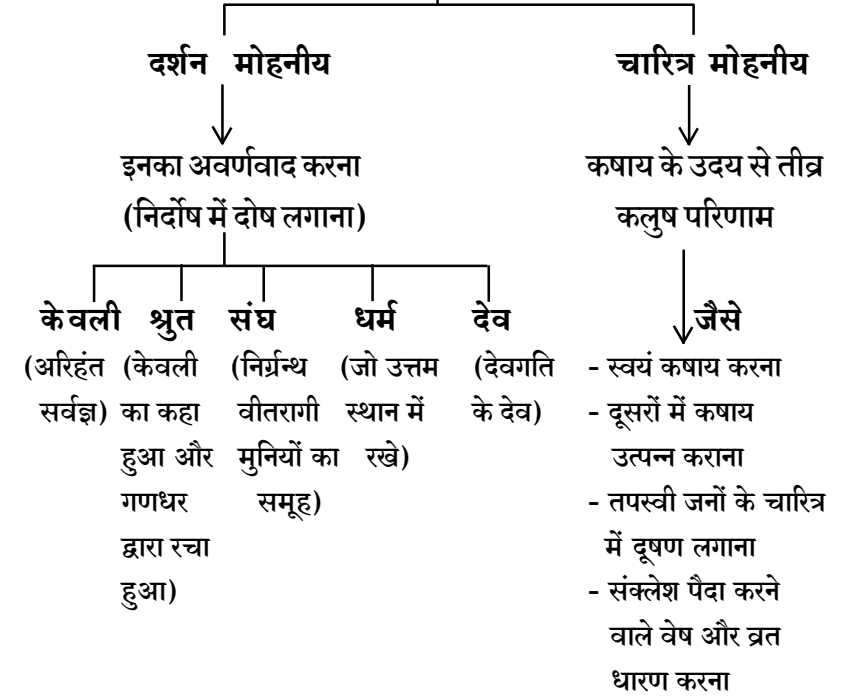 दर्शन मोहनीय
इनका अवर्णवाद करना
(निर्दोष में दोष लगाना)
केवली
(अरिहंत
सर्वज्ञ)
श्रुत
(केवली
का कहा
हुआ और
गणधर
द्वारा रचा
हुआ)
संघ
(निर्ग्रन्थ
वीतरागी
मुनियों का
समूह)
धर्म
(जो उत्तम
स्थान में
रखे)
देव
(देवगति
के देव)
चारित्र मोहनीय
कषाय के उदय से तीव्र
कलुष परिणाम
जैसे
- स्वयं कषाय करना
- दूसरों में कषाय
उत्पन्न कराना
- तपस्वी जनों के चारित्र
में दूषण लगाना
- संक्लेश पैदा करने
वाले वेष और व्रत
धारण करना